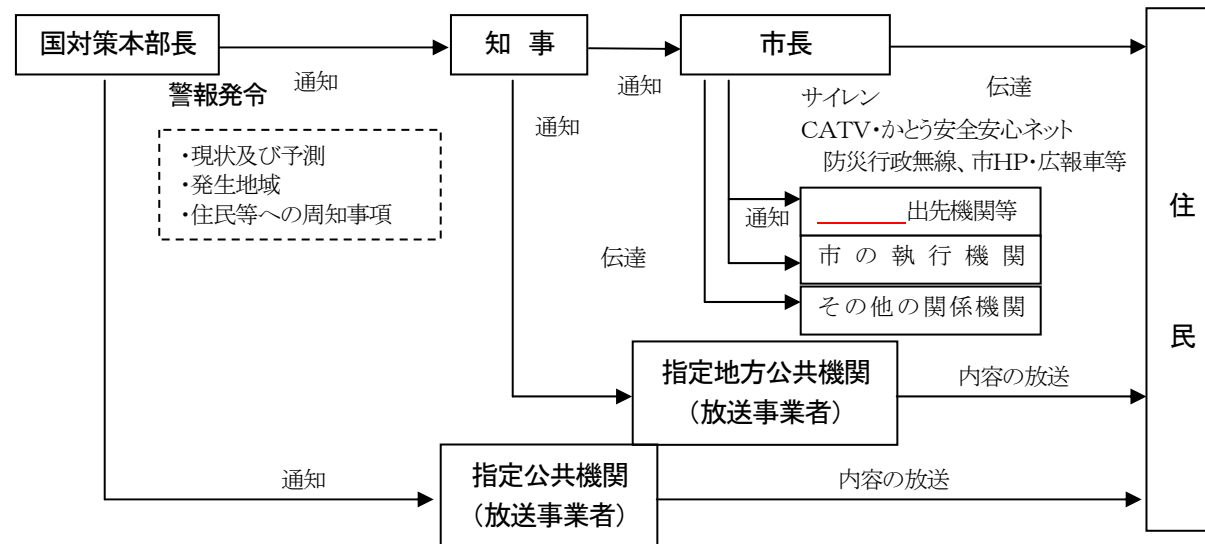 国対策本部長
通知
知 事
通知
市長
伝達
警報発令
・現状及び予測
・発生地域
・住民等への周知事項
通知
サイレン
CATV・かとう安全安心ネット
防災行政無線、市HP・広報車等
通知
出先機関等
市の執行機関
伝達
その他の関係機関
指定地方公共機関
（放送事業者）
内容の放送
通知
指定公共機関
（放送事業者）
内容の放送
住
民